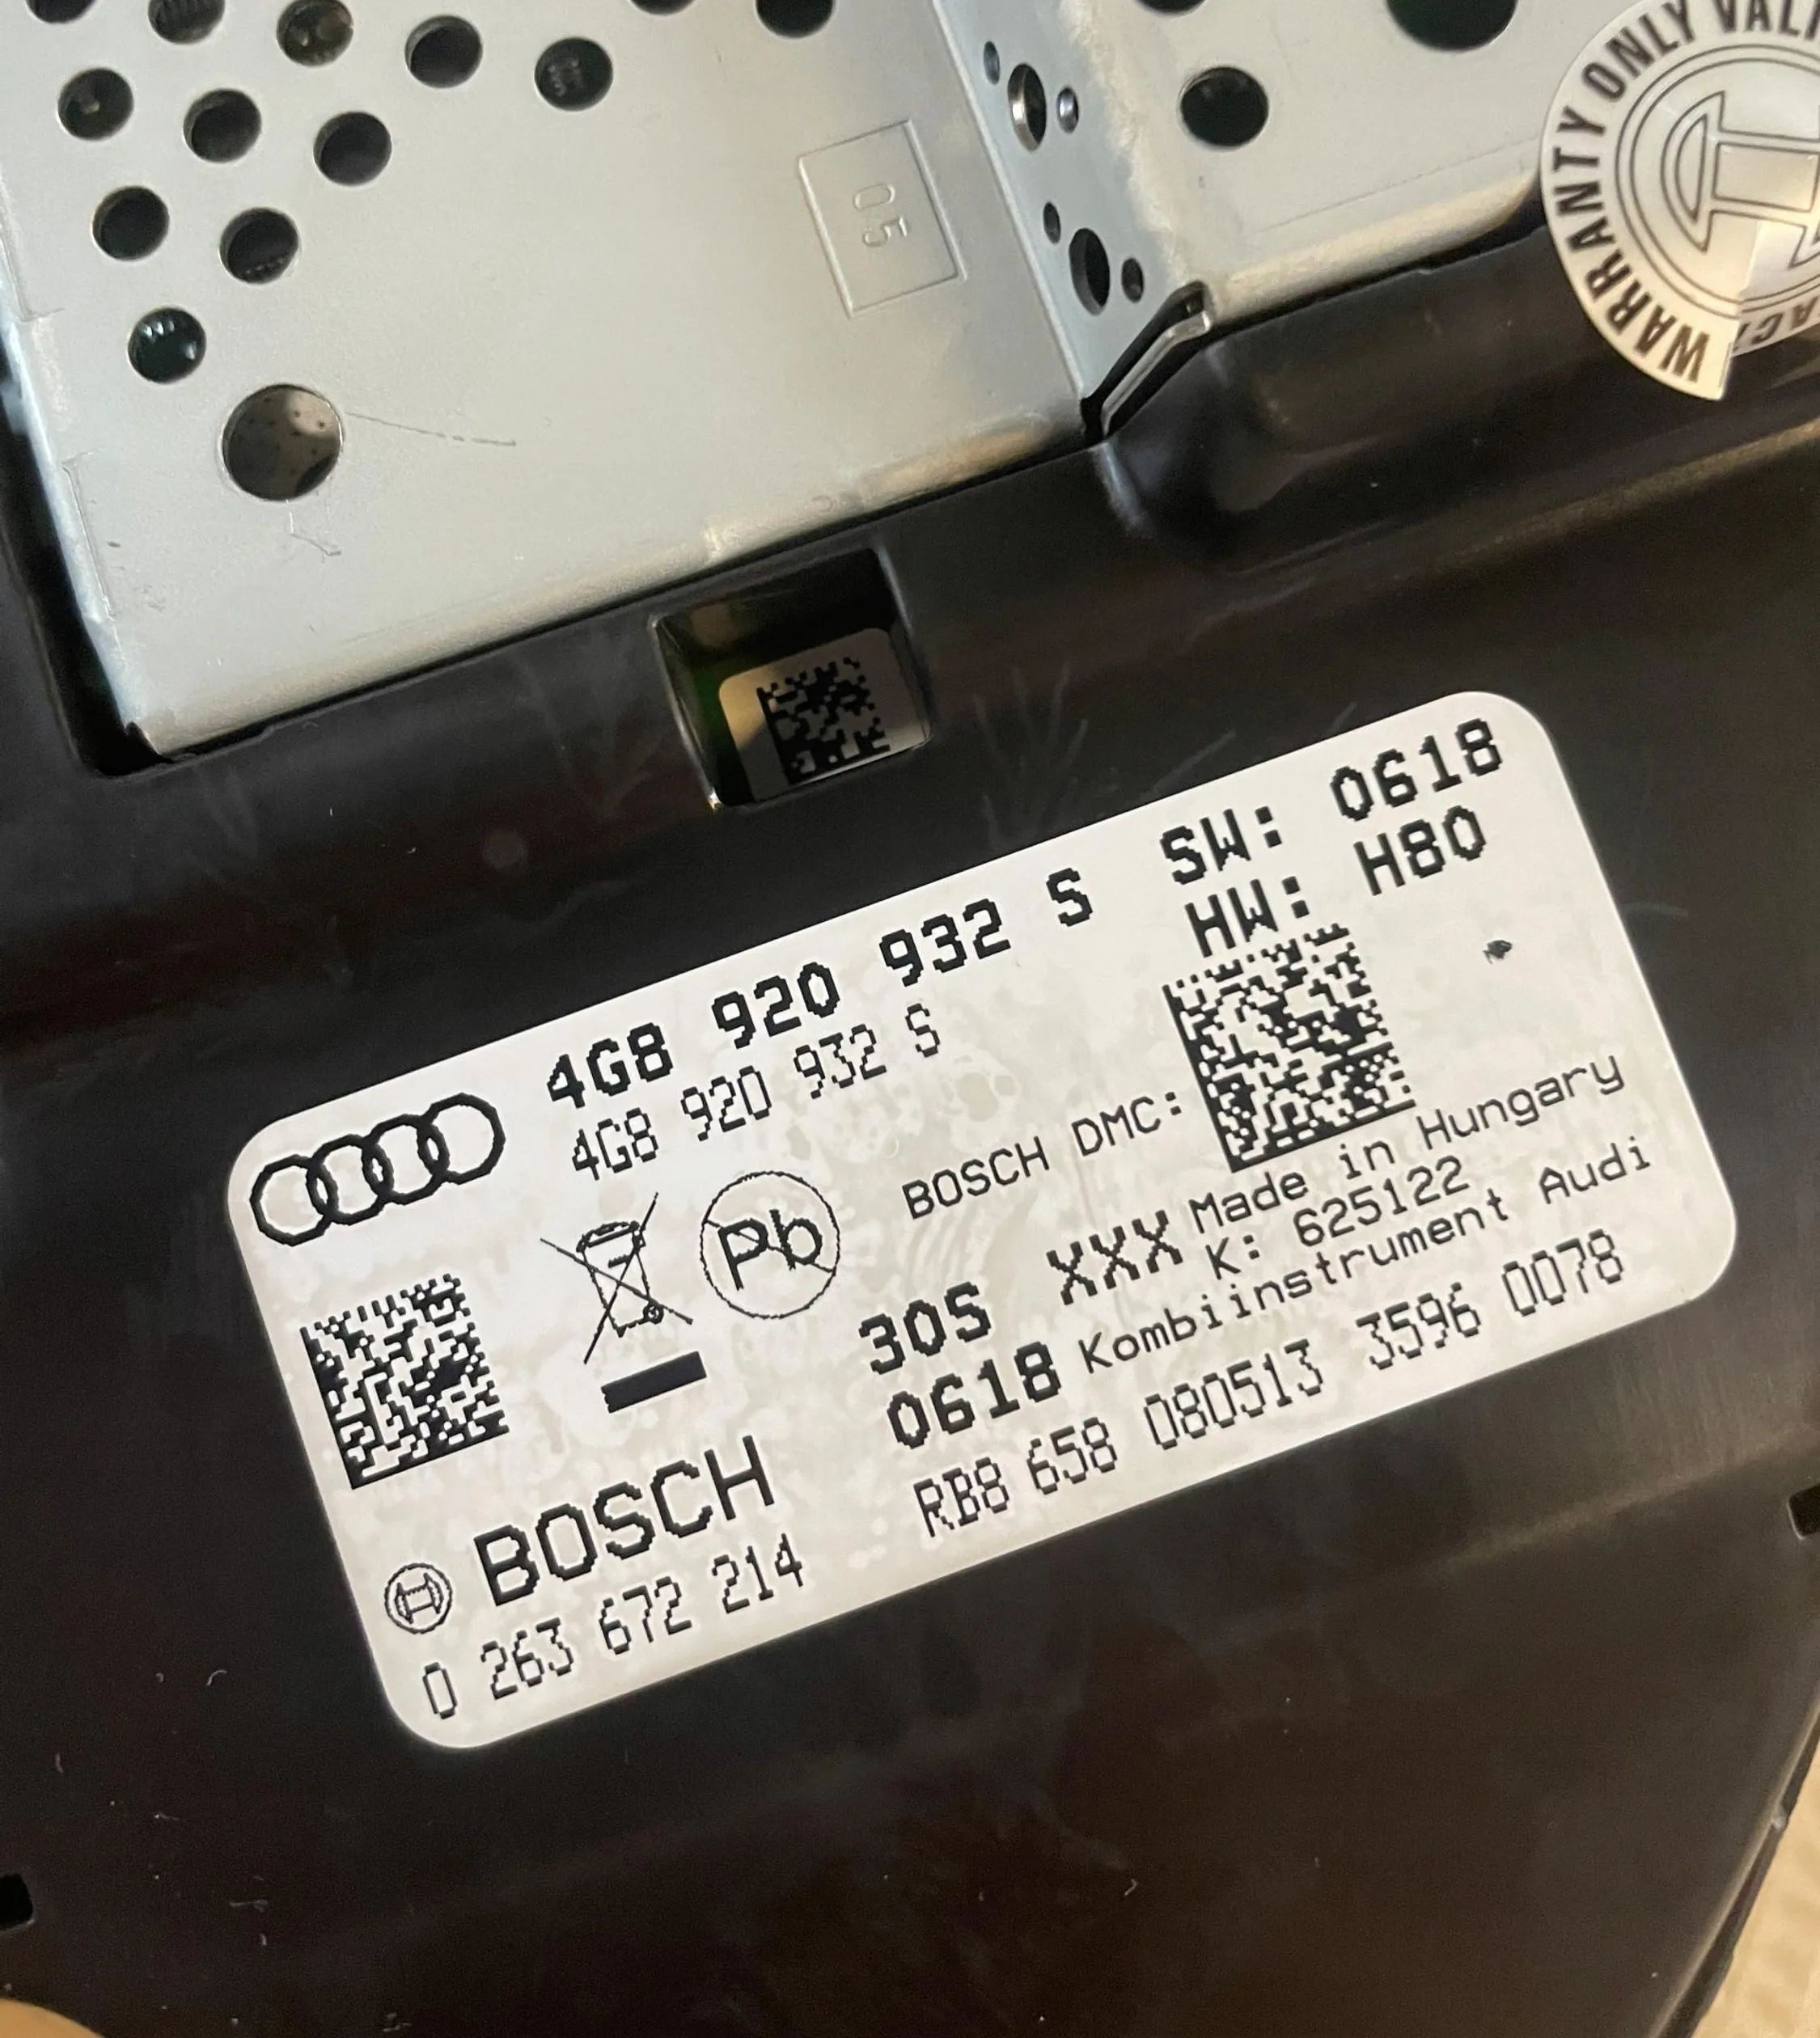 WARRANTY ONLY VALI
05
4G8 920 932 S SW: 0618
4G8 920 932 S HW: H80
BOSCH DMC:
Pb
Made in Hungary
30S XXX K: 625122
0618 Kombiinstrument Audi
BOSCH RB8 658 080513 3596 0078
0 263 672 214